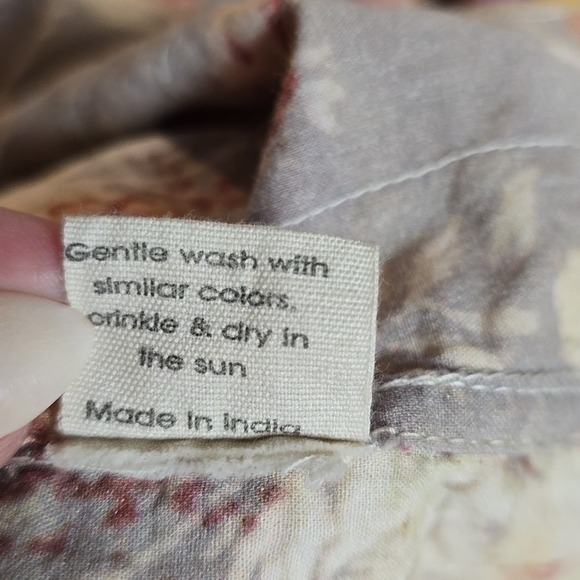 Gentle wash with
similar colors.
crinkle & dry in
the sun
Made in India